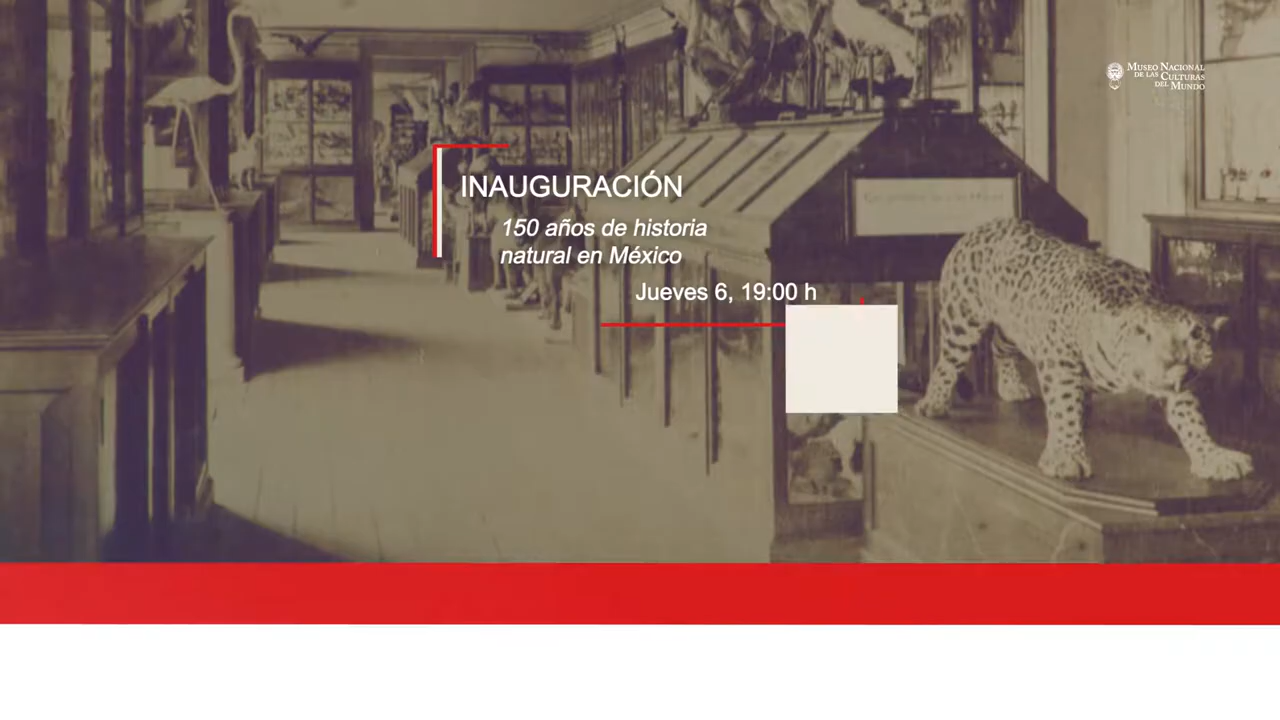 MUSEO NACIONAL
DE LAS CULTURAS
DEL MUNDO
INAUGURACIÓN
150 años de historia
natural en México
Jueves 6, 19:00 h